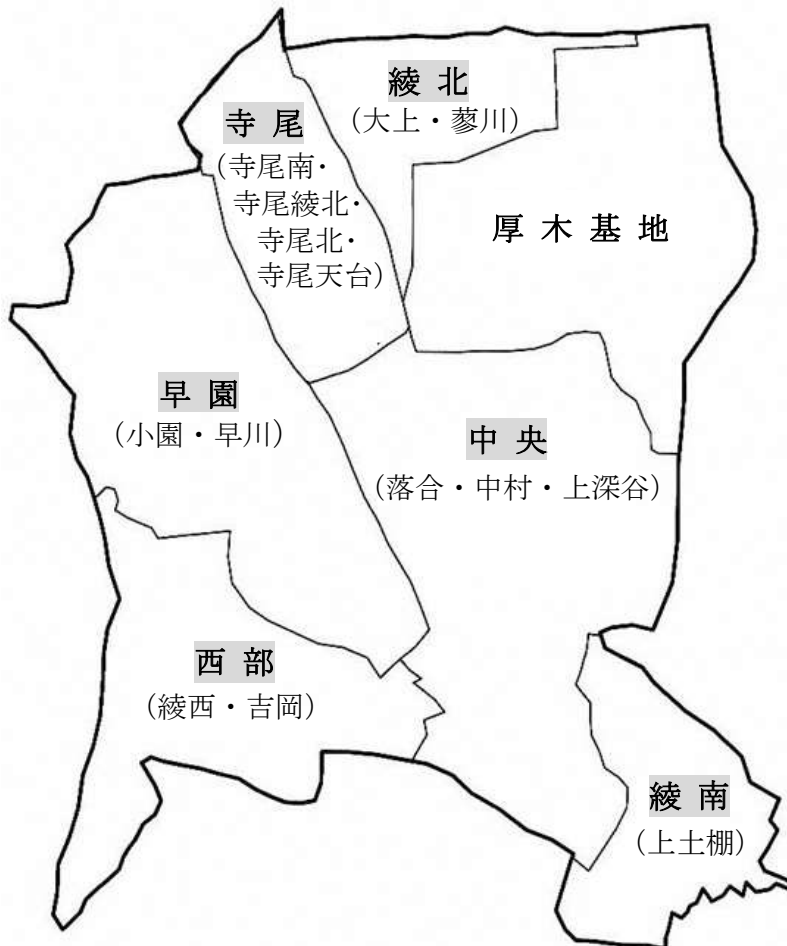 綾北
(大上・蓼川)
寺尾
(寺尾南・
寺尾綾北・
寺尾北・
寺尾天台)
厚木基地
早園
(小園・早川)
中央
(落合・中村・上深谷)
西部
(綾西・吉岡)
綾南
(上土棚)